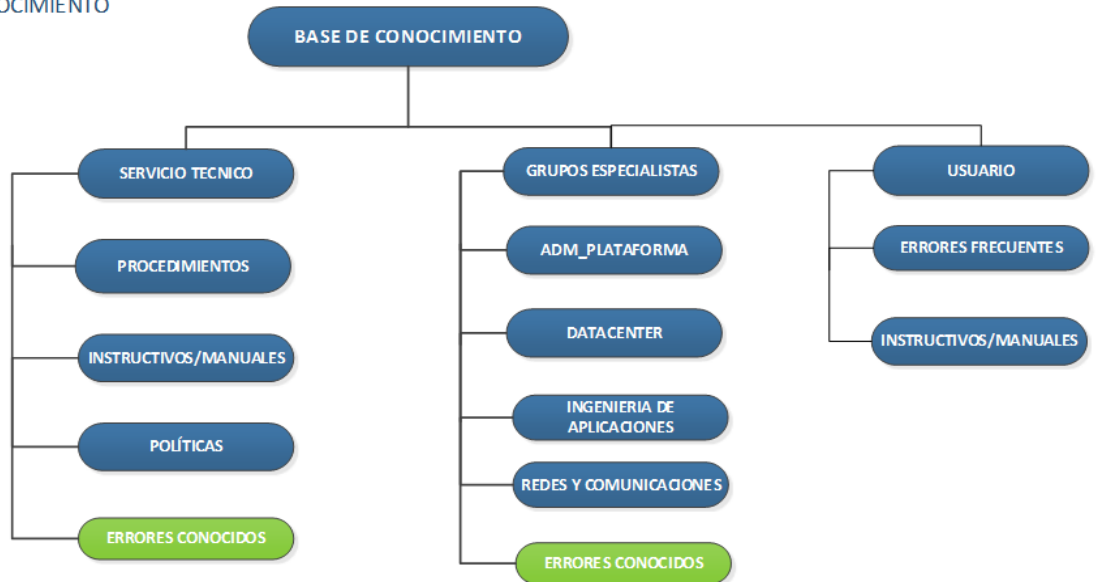 OCIMIENTO
BASE DE CONOCIMIENTO
SERVICIO TECNICO
PROCEDIMIENTOS
INSTRUCTIVOS/MANUALES
POLÍTICAS
ERRORES CONOCIDOS
GRUPOS ESPECIALISTAS
ADM_PLATAFORMA
DATACENTER
INGENIERIA DE
APLICACIONES
REDES Y COMUNICACIONES
ERRORES CONOCIDOS
USUARIO
ERRORES FRECUENTES
INSTRUCTIVOS/MANUALES